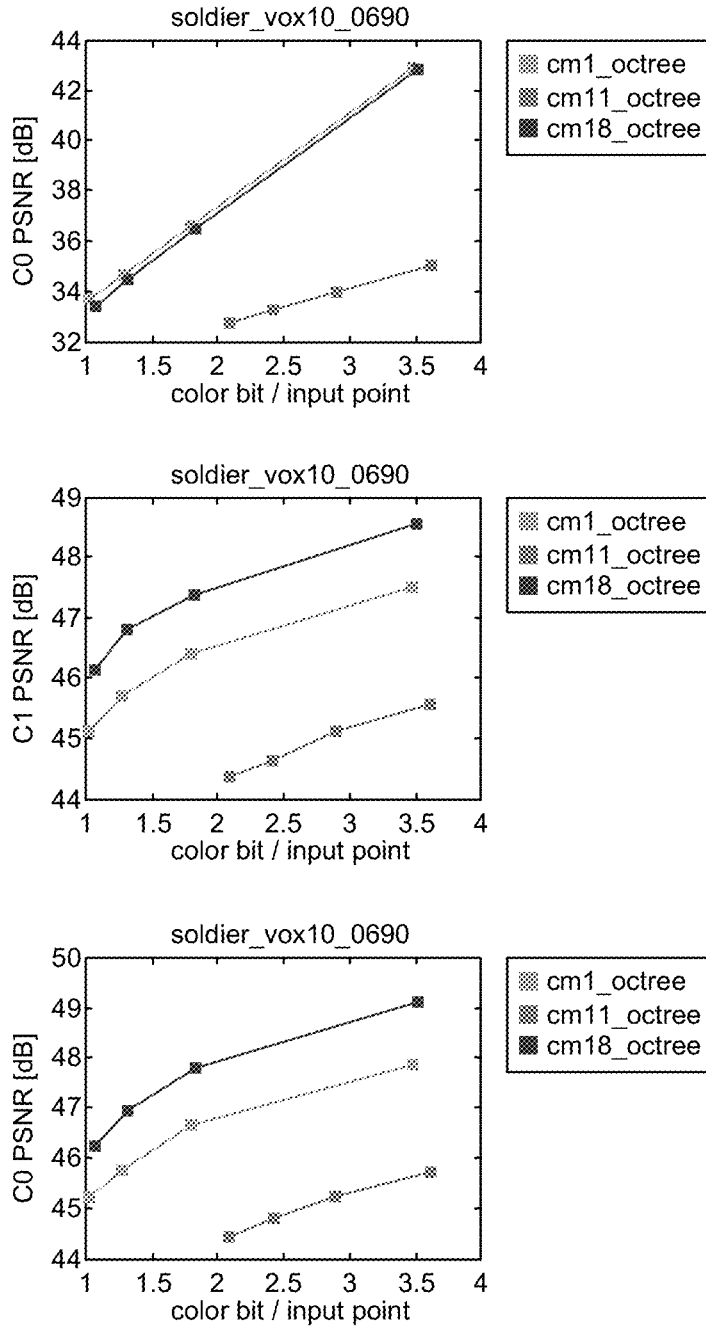 soldier_vox10_0690
C0 PSNR [dB]
44
43
42
40
38
36
34
32
1 1.5 2 2.5 3 3.5 4
color bit / input point
cm1_octree
cm11_octree
cm18_octree
soldier_vox10_0690
C1 PSNR [dB]
49
48
47
46
45
44
1 1.5 2 2.5 3 3.5 4
color bit / input point
cm1_octree
cm11_octree
cm18_octree
soldier_vox10_0690
C0 PSNR [dB]
50
49
48
47
46
45
44
1 1.5 2 2.5 3 3.5 4
color bit / input point
cm1_octree
cm11_octree
cm18_octree